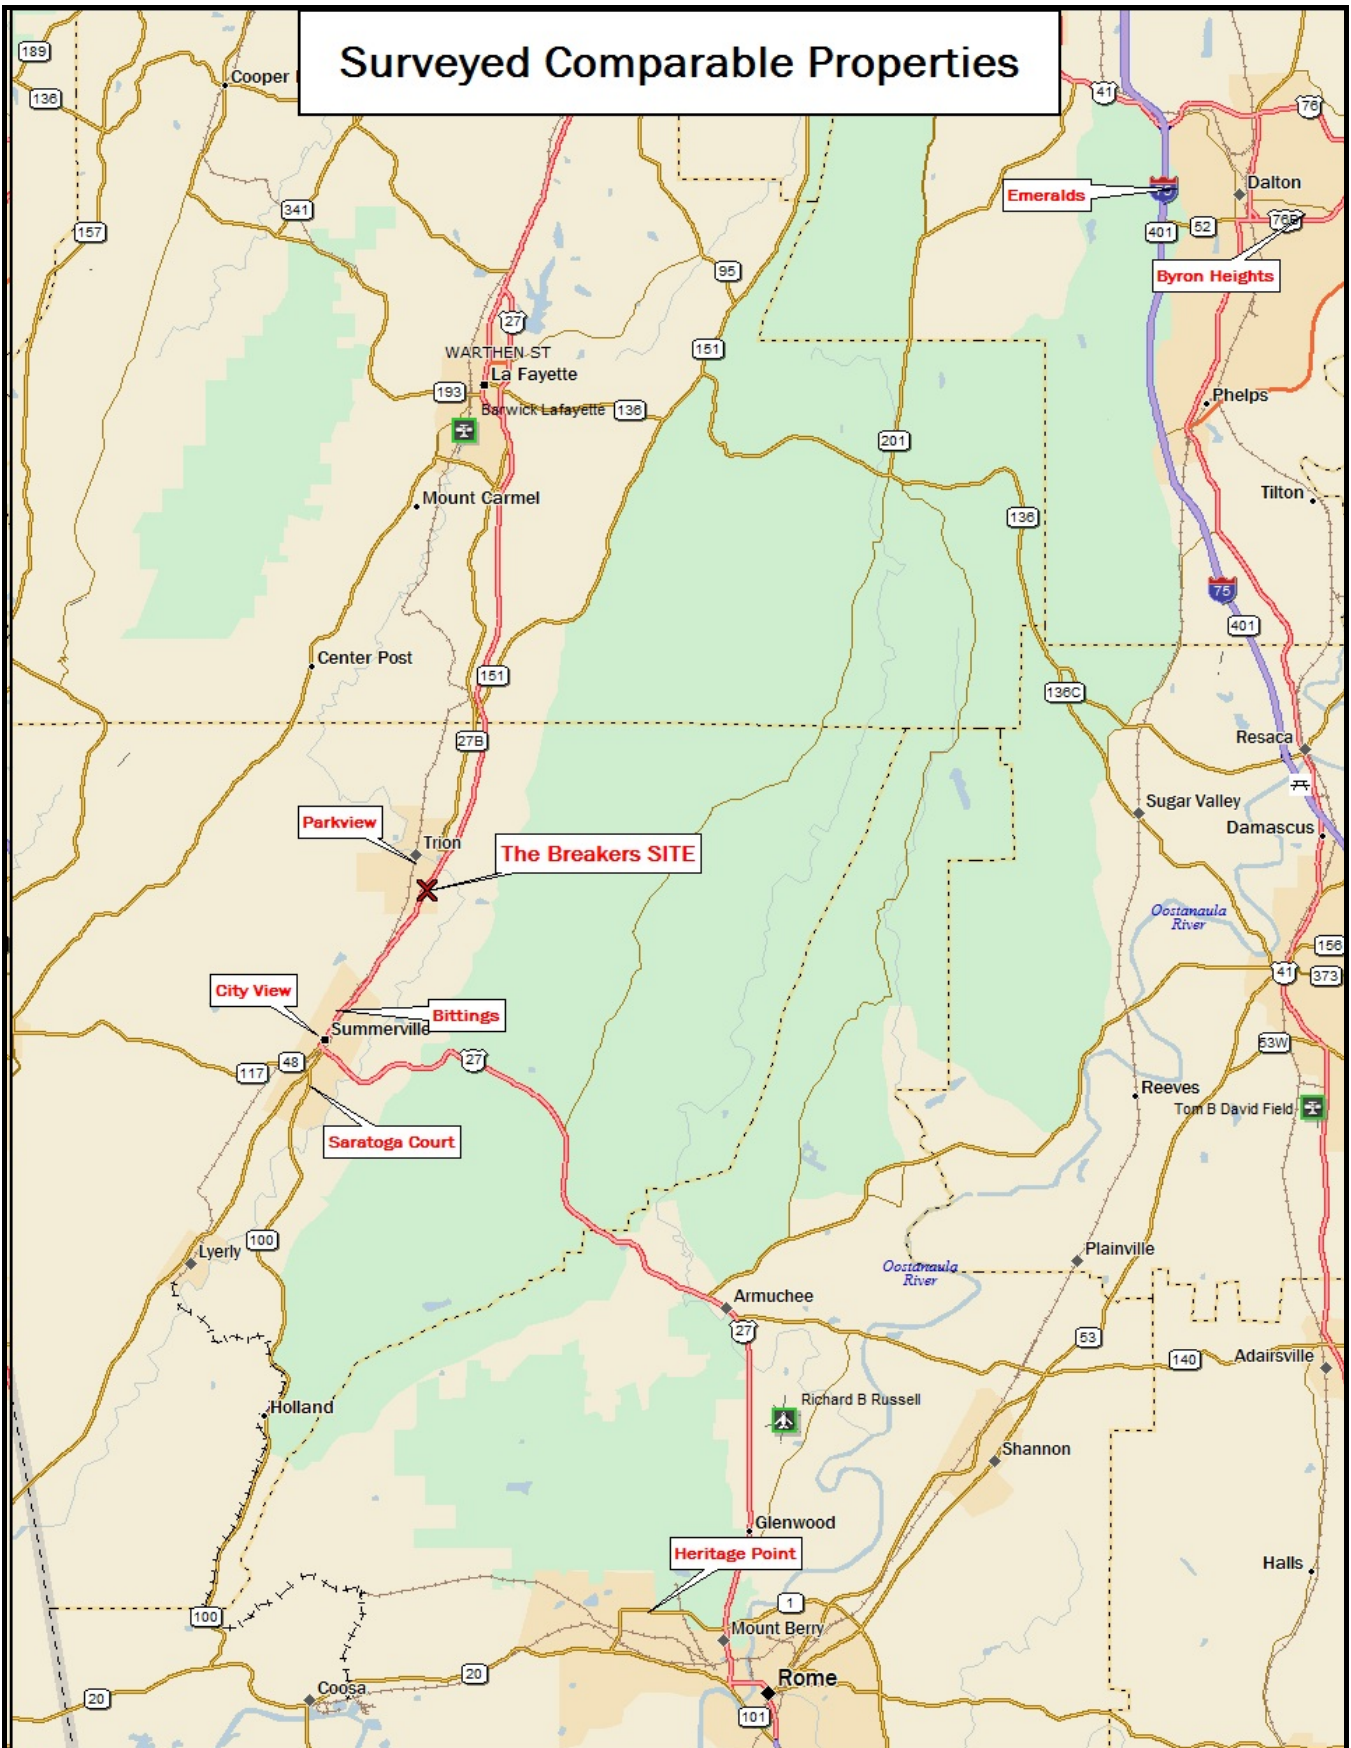 Surveyed Comparable Properties
189
Cooper
136
41
76
Emeralds
Dalton
341
157
401
52
76B
95
Byron Heights
27
WARTHEN ST
151
La Fayette
193
Barwick Lafayette
136
Phelps
201
Mount Carmel
Tilton
136
75
401
Center Post
151
136C
27B
Resaca
Sugar Valley
Parkview
Trion
Damascus
The Breakers SITE
Oostanaula
River
156
41
373
City View
Bittings
Summerville
53W
48
27
117
Reeves
Tom B David Field
Saratoga Court
100
Lyerly
Plainville
Oostanaula
River
Armuchee
27
53
140
Adairsville
Richard B Russell
Holland
Shannon
Glenwood
Heritage Point
Halls
1
100
Mount Berry
20
Rome
Coosa
20
101